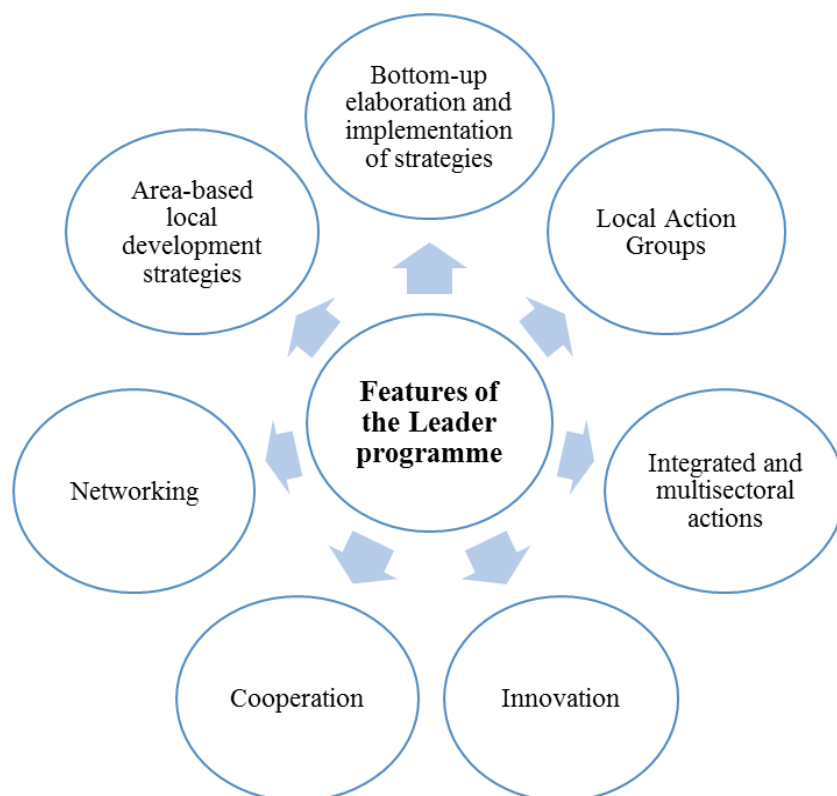 Bottom-up
elaboration and
implementation
of strategies
Area-based
local
development
strategies
Local Action
Groups
Features of
the Leader
programme
Networking
Integrated and
multisectoral
actions
Cooperation
Innovation